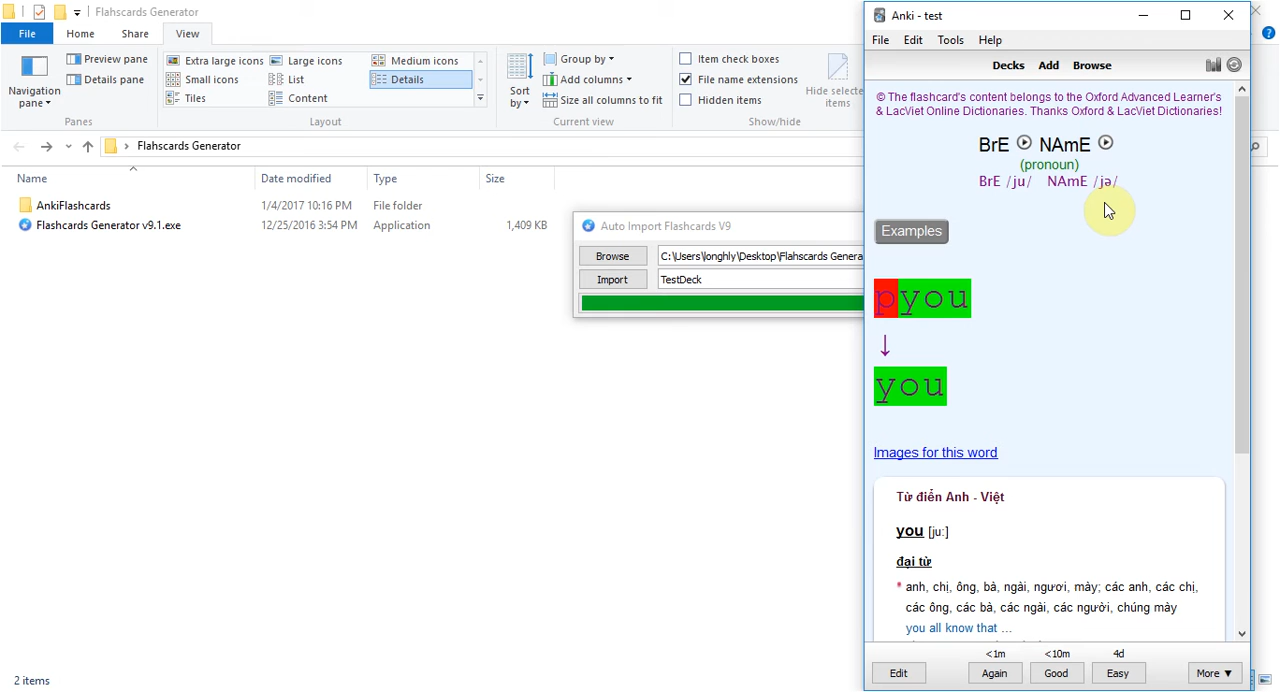 Flahscards Generator
File
Home
Share
View
Navigation pane
Preview pane
Details pane
Panes
Extra large icons
Large icons
Medium icons
Small icons
List
Details
Tiles
Content
Layout
Sort by
Group by
Add columns
Size all columns to fit
Current view
Item check boxes
File name extensions
Hidden items
Hide selected items
Show/hide
Flahscards Generator
Name
Date modified
Type
Size
AnkiFlashcards
1/4/2017 10:16 PM
File folder
Flashcards Generator v9.1.exe
12/25/2016 3:54 PM
Application
1,409 KB
2 items
Auto Import Flashcards V9
Browse
C:\Users\longhly\Desktop\Flahscards Genera
Import
TestDeck
Anki - test
File Edit Tools Help
Decks Add Browse
© The flashcard's content belongs to the Oxford Advanced Learner's
& LacViet Online Dictionaries. Thanks Oxford & LacViet Dictionaries!
BrE NAmE
(pronoun)
BrE /ju/ NAmE /jə/
Examples
pyou
↓
you
Images for this word
Từ điển Anh - Việt
you [ju:]
đại từ
* anh, chị, ông, bà, ngài, ngươi, mày; các anh, các chị,
các ông, các bà, các ngài, các người, chúng mày
you all know that ...
<1m <10m 4d
Edit Again Good Easy More ▼